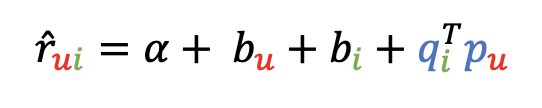 r̂ᵤᵢ = α + bᵤ + bᵢ + qᵢᵀpᵤ